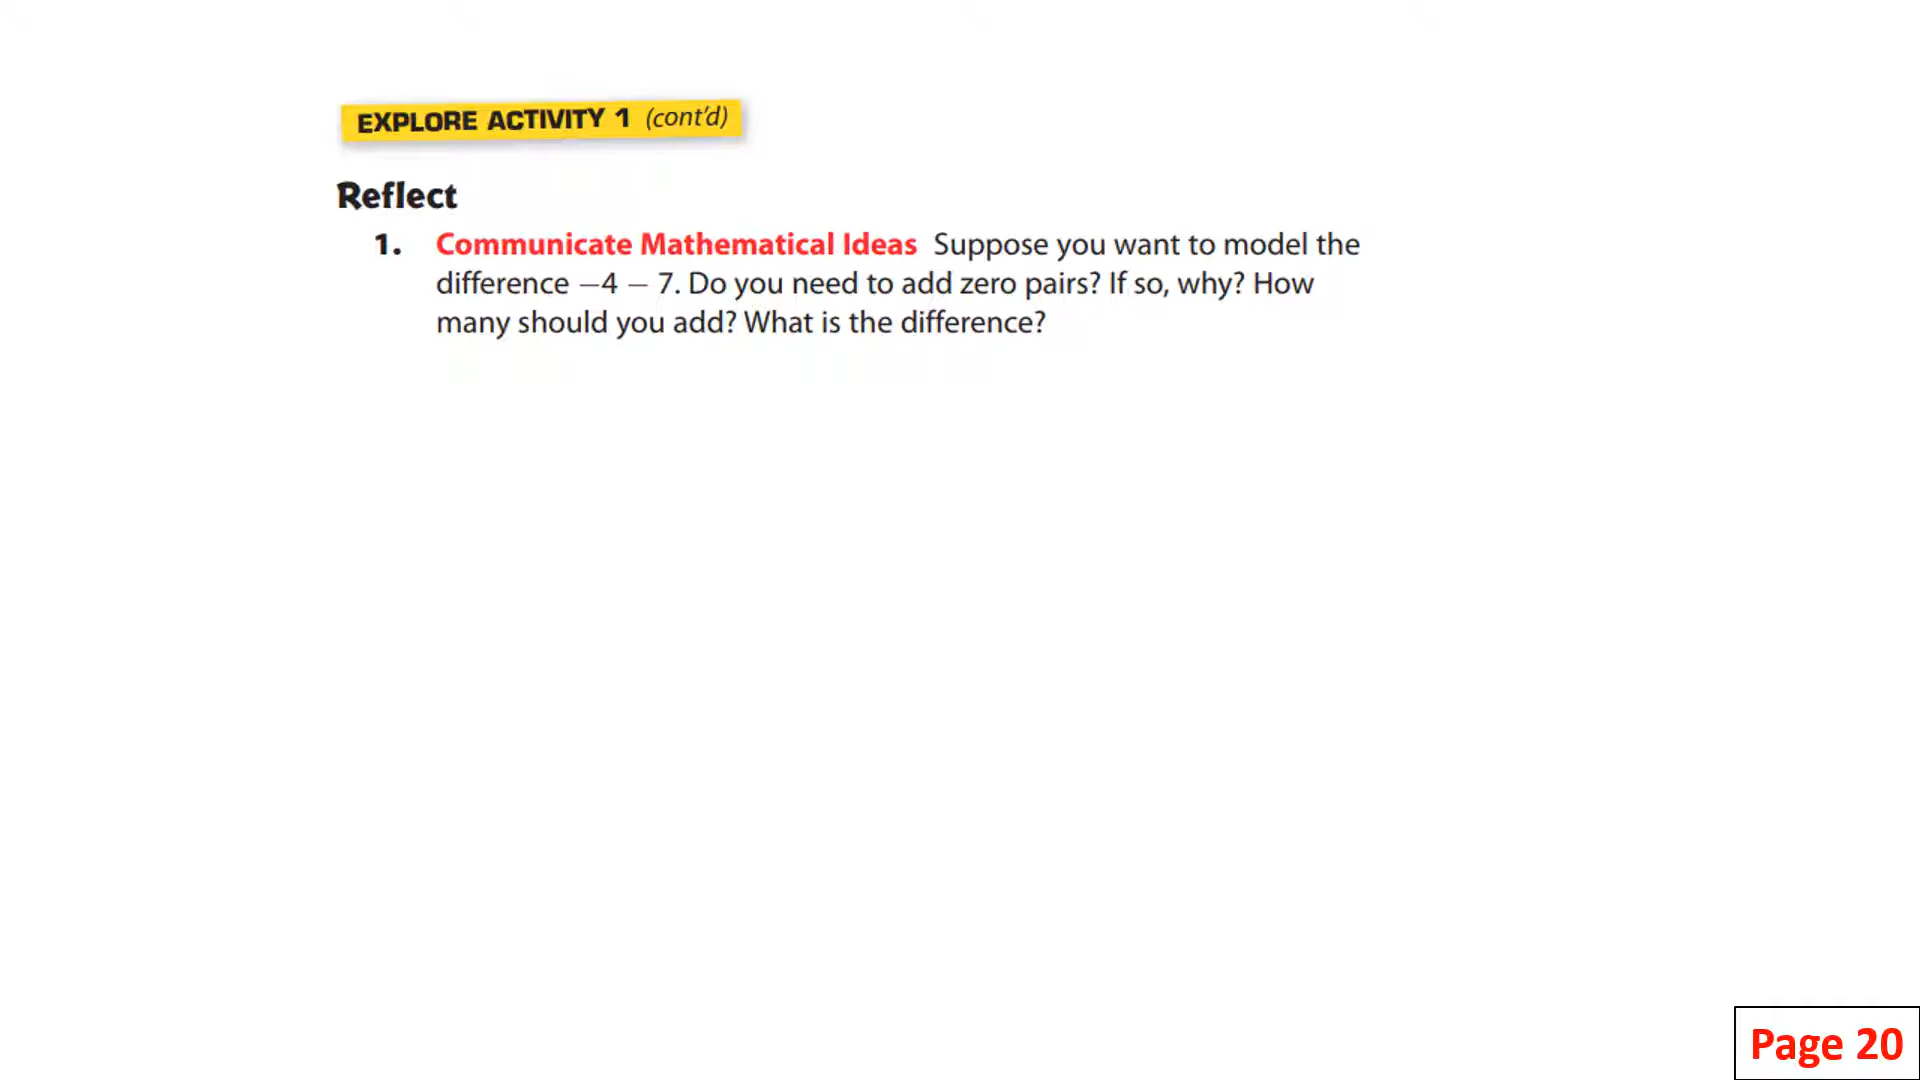 EXPLORE ACTIVITY 1 (cont’d)
Reflect
1. Communicate Mathematical Ideas Suppose you want to model the
difference −4 − 7. Do you need to add zero pairs? If so, why? How
many should you add? What is the difference?
Page 20